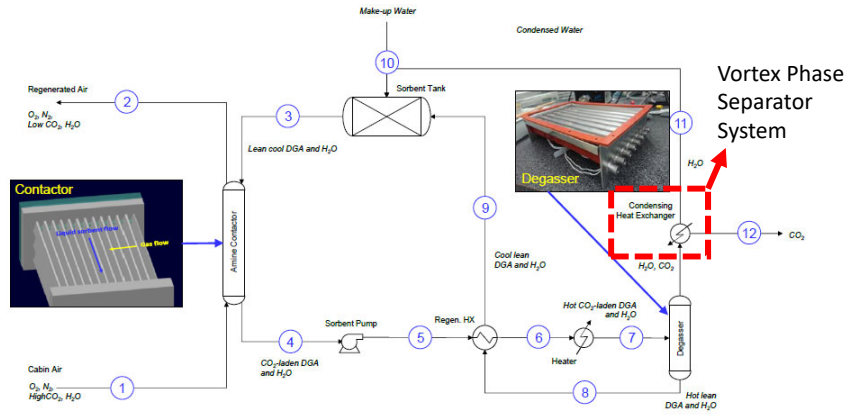 Make-up Water
Condensed Water
10
Sorbent Tank
Regenerated Air
2
O₂, N₂,
Low CO₂, H₂O
3
Lean cool DGA and H₂O
Vortex Phase
Separator
System
11
H₂O
Degasser
Contactor
Liquid sorbent flow
Gas flow
Amine Contactor
9
Condensing
Heat Exchanger
12
CO₂
H₂O, CO₂
Cool lean
DGA and H₂O
Hot CO₂-laden DGA
and H₂O
Sorbent Pump
Regen. HX
4
5
6
7
Heater
Degasser
CO₂-laden DGA
and H₂O
Cabin Air
1
O₂, N₂,
HighCO₂, H₂O
8
Hot lean
DGA and H₂O